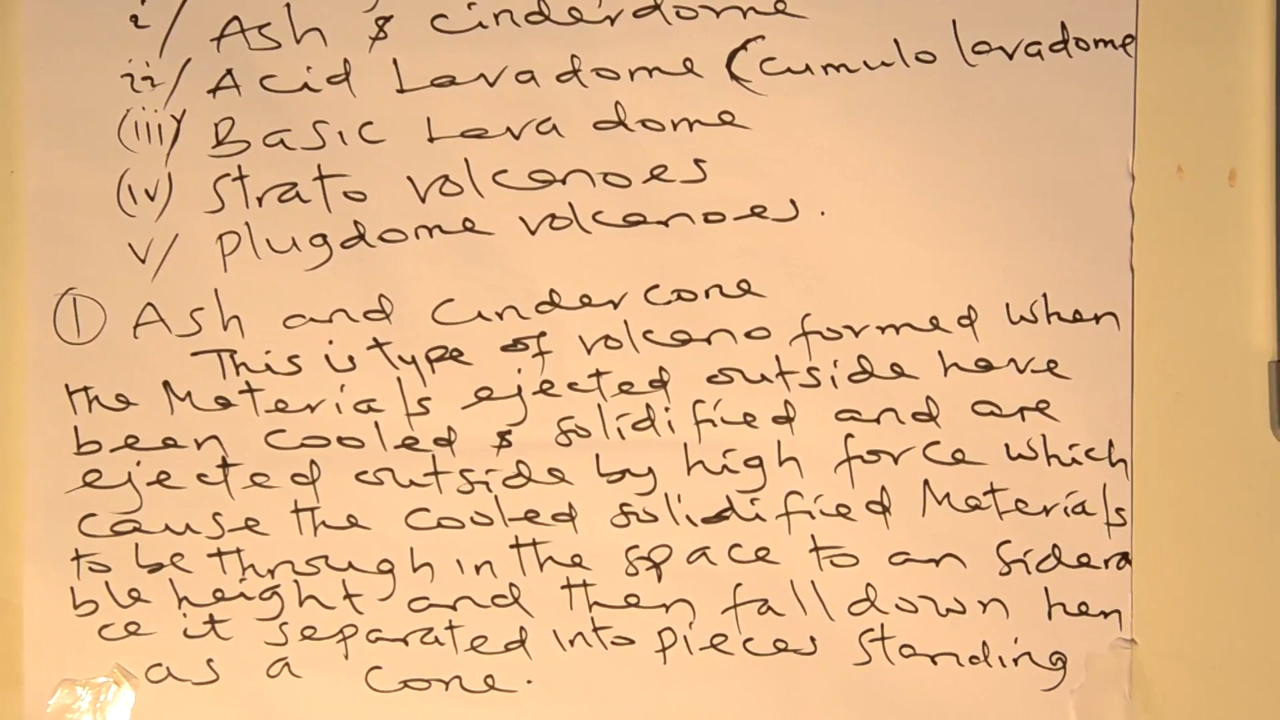 i/ Ash & cinderdome
ii/ Acid Lavadome (cumulo lavadome
(iii) Basic Lava dome
(iv) Strato volcanoes
v/ Plugdome volcanoes.
① Ash and Cinder cone
This is type of volcano formed when
the Materials ejected outside have
been cooled & solidified and are
ejected outside by high force which
cause the cooled solidified Materials
to be through in the space to an sidera
ble height and then fall down hen
ce it separated into pieces standing
as a cone.